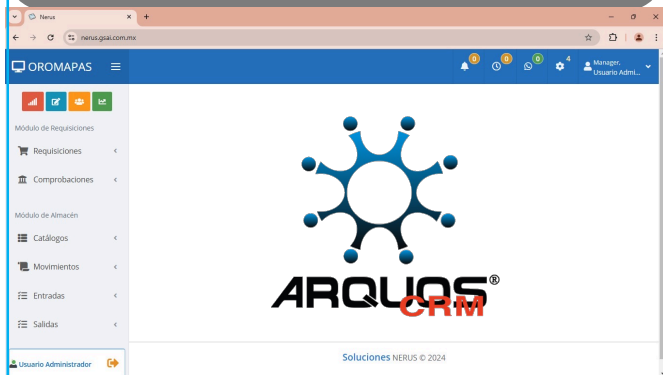 Nerus
nerus.gsai.com.mx
OROMAPAS
0
0
0
4
Manager.
Usuario Admi...
Módulo de Requisiciones
Requisiciones
Comprobaciones
Módulo de Almacén
Catálogos
Movimientos
Entradas
Salidas
Usuario Administrador
ARQUOS®
CRM
Soluciones NERUS © 2024